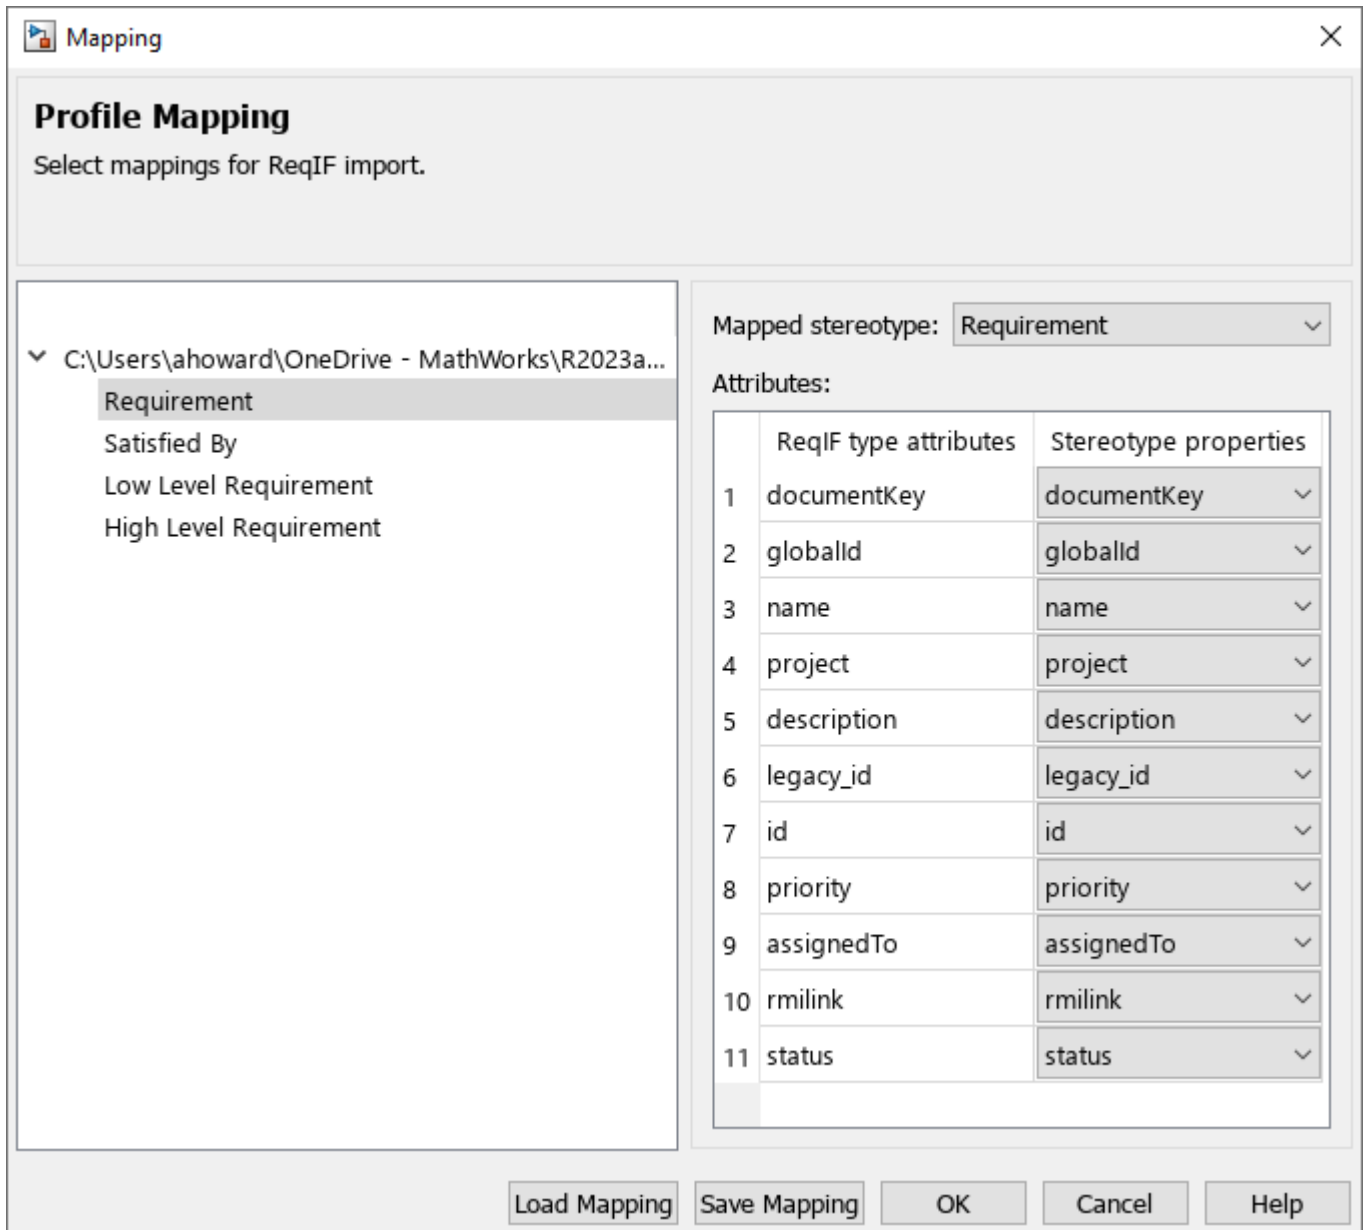 Mapping
Profile Mapping
Select mappings for ReqIF import.
C:\Users\ahoward\OneDrive - MathWorks\R2023a...
Requirement
Satisfied By
Low Level Requirement
High Level Requirement
Mapped stereotype: Requirement
Attributes:
ReqIF type attributes Stereotype properties
1 documentKey documentKey
2 globalId globalId
3 name name
4 project project
5 description description
6 legacy_id legacy_id
7 id id
8 priority priority
9 assignedTo assignedTo
10 rmilink rmilink
11 status status
Load Mapping Save Mapping OK Cancel Help